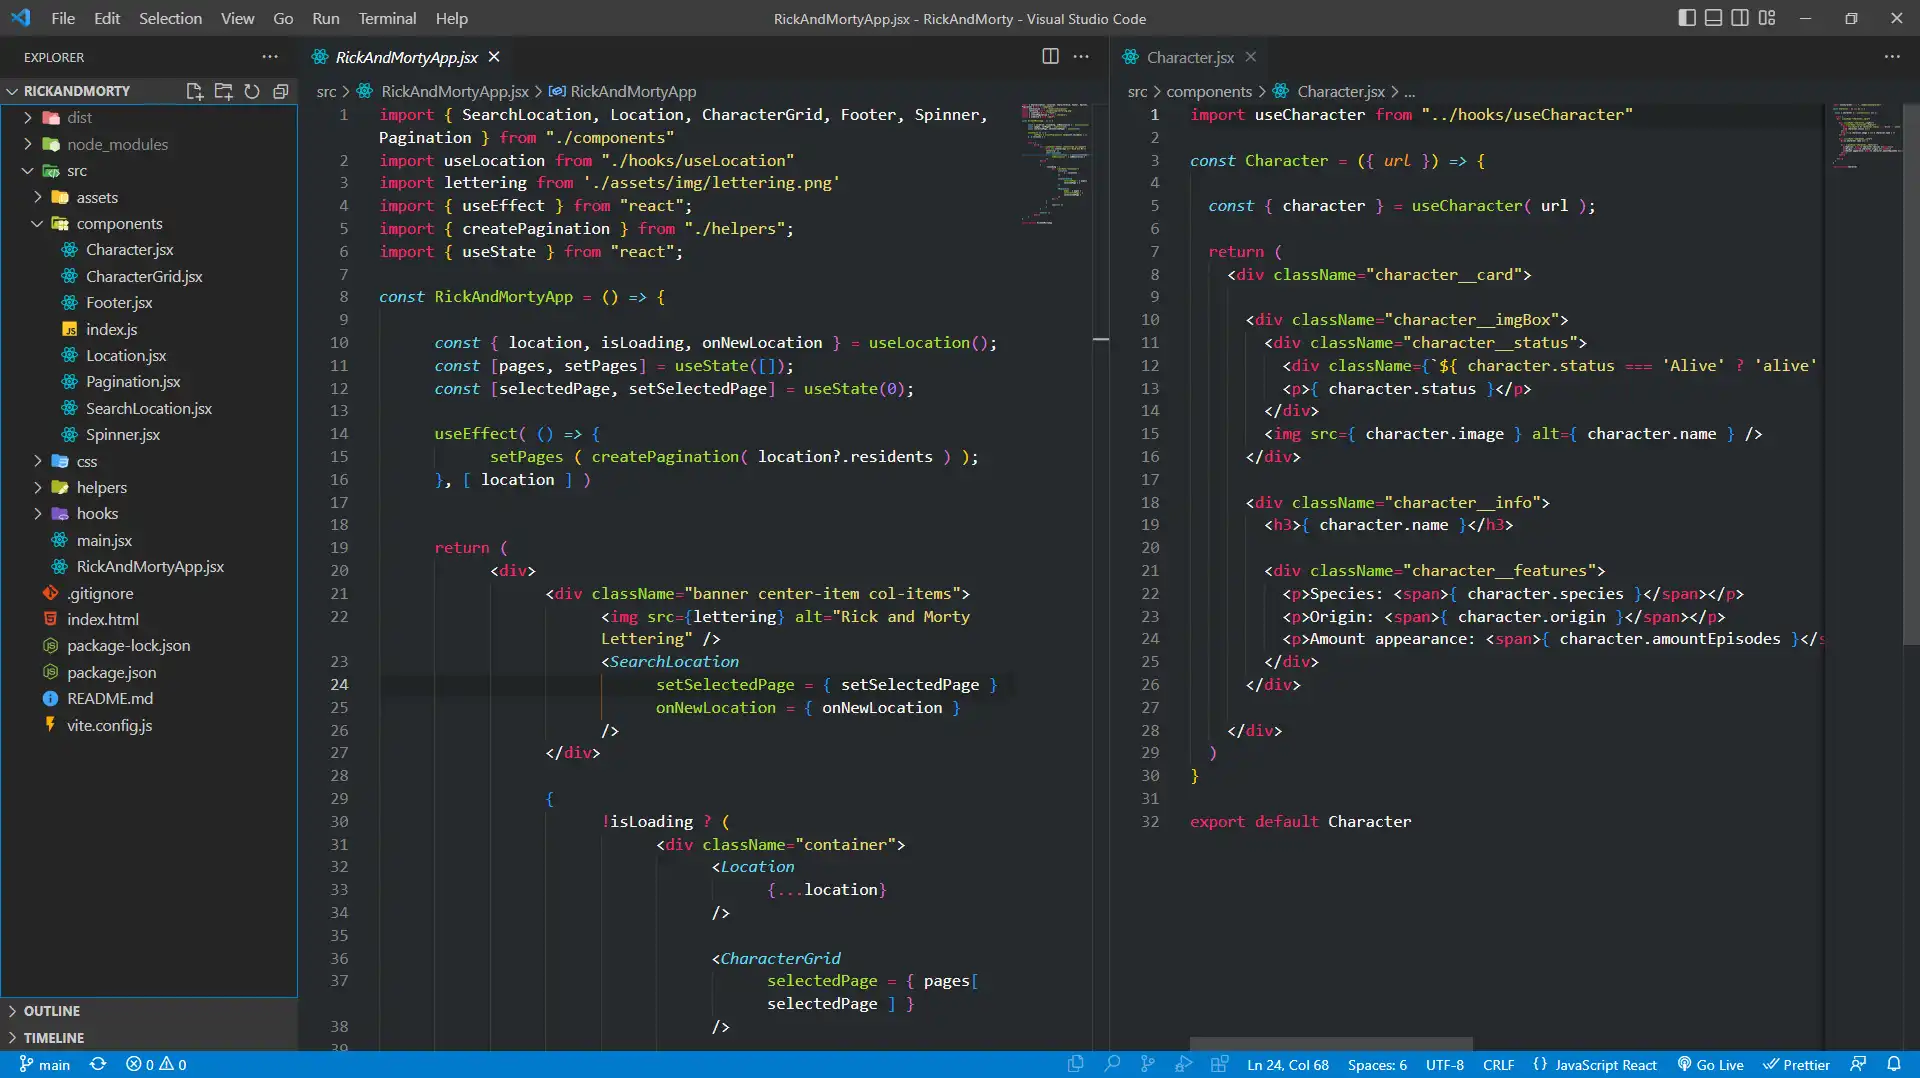 File Edit Selection View Go Run Terminal Help
RickAndMortyApp.jsx - RickAndMorty - Visual Studio Code
EXPLORER
RICKANDMORTY
dist
node_modules
src
assets
components
Character.jsx
CharacterGrid.jsx
Footer.jsx
index.js
Location.jsx
Pagination.jsx
SearchLocation.jsx
Spinner.jsx
css
helpers
hooks
main.jsx
RickAndMortyApp.jsx
.gitignore
index.html
package-lock.json
package.json
README.md
vite.config.js
OUTLINE
TIMELINE
RickAndMortyApp.jsx
src > RickAndMortyApp.jsx > RickAndMortyApp
1 import { SearchLocation, Location, CharacterGrid, Footer, Spinner,
Pagination } from "./components"
2 import useLocation from "./hooks/useLocation"
3 import lettering from './assets/img/lettering.png'
4 import { useEffect } from "react";
5 import { createPagination } from "./helpers";
6 import { useState } from "react";
7
8 const RickAndMortyApp = () => {
9
10 const { location, isLoading, onNewLocation } = useLocation();
11 const [pages, setPages] = useState([]);
12 const [selectedPage, setSelectedPage] = useState(0);
13
14 useEffect( () => {
15 setPages ( createPagination( location?.residents ) );
16 }, [ location ] )
17
18
19 return (
20 <div>
21 <div className="banner center-item col-items">
22 <img src={lettering} alt="Rick and Morty
Lettering" />
23 <SearchLocation
24 setSelectedPage = { setSelectedPage }
25 onNewLocation = { onNewLocation }
26 />
27 </div>
28
29 {
30 !isLoading ? (
31 <div className="container">
32 <Location
33 {...location}
34 />
35
36 <CharacterGrid
37 selectedPage = { pages[
selectedPage ] }
38 />
39
Character.jsx
src > components > Character.jsx > ...
1 import useCharacter from "../hooks/useCharacter"
2
3 const Character = ({ url }) => {
4
5 const { character } = useCharacter( url );
6
7 return (
8 <div className="character__card">
9
10 <div className="character__imgBox">
11 <div className="character__status">
12 <div className={`${ character.status === 'Alive' ? 'alive'
13 <p>{ character.status }</p>
14 </div>
15 <img src={ character.image } alt={ character.name } />
16 </div>
17
18 <div className="character__info">
19 <h3>{ character.name }</h3>
20
21 <div className="character__features">
22 <p>Species: <span>{ character.species }</span></p>
23 <p>Origin: <span>{ character.origin }</span></p>
24 <p>Amount appearance: <span>{ character.amountEpisodes }</s
25 </div>
26 </div>
27
28 </div>
29 )
30 }
31
32 export default Character
main 0 0 Ln 24, Col 68 Spaces: 6 UTF-8 CRLF {} JavaScript React Go Live Prettier